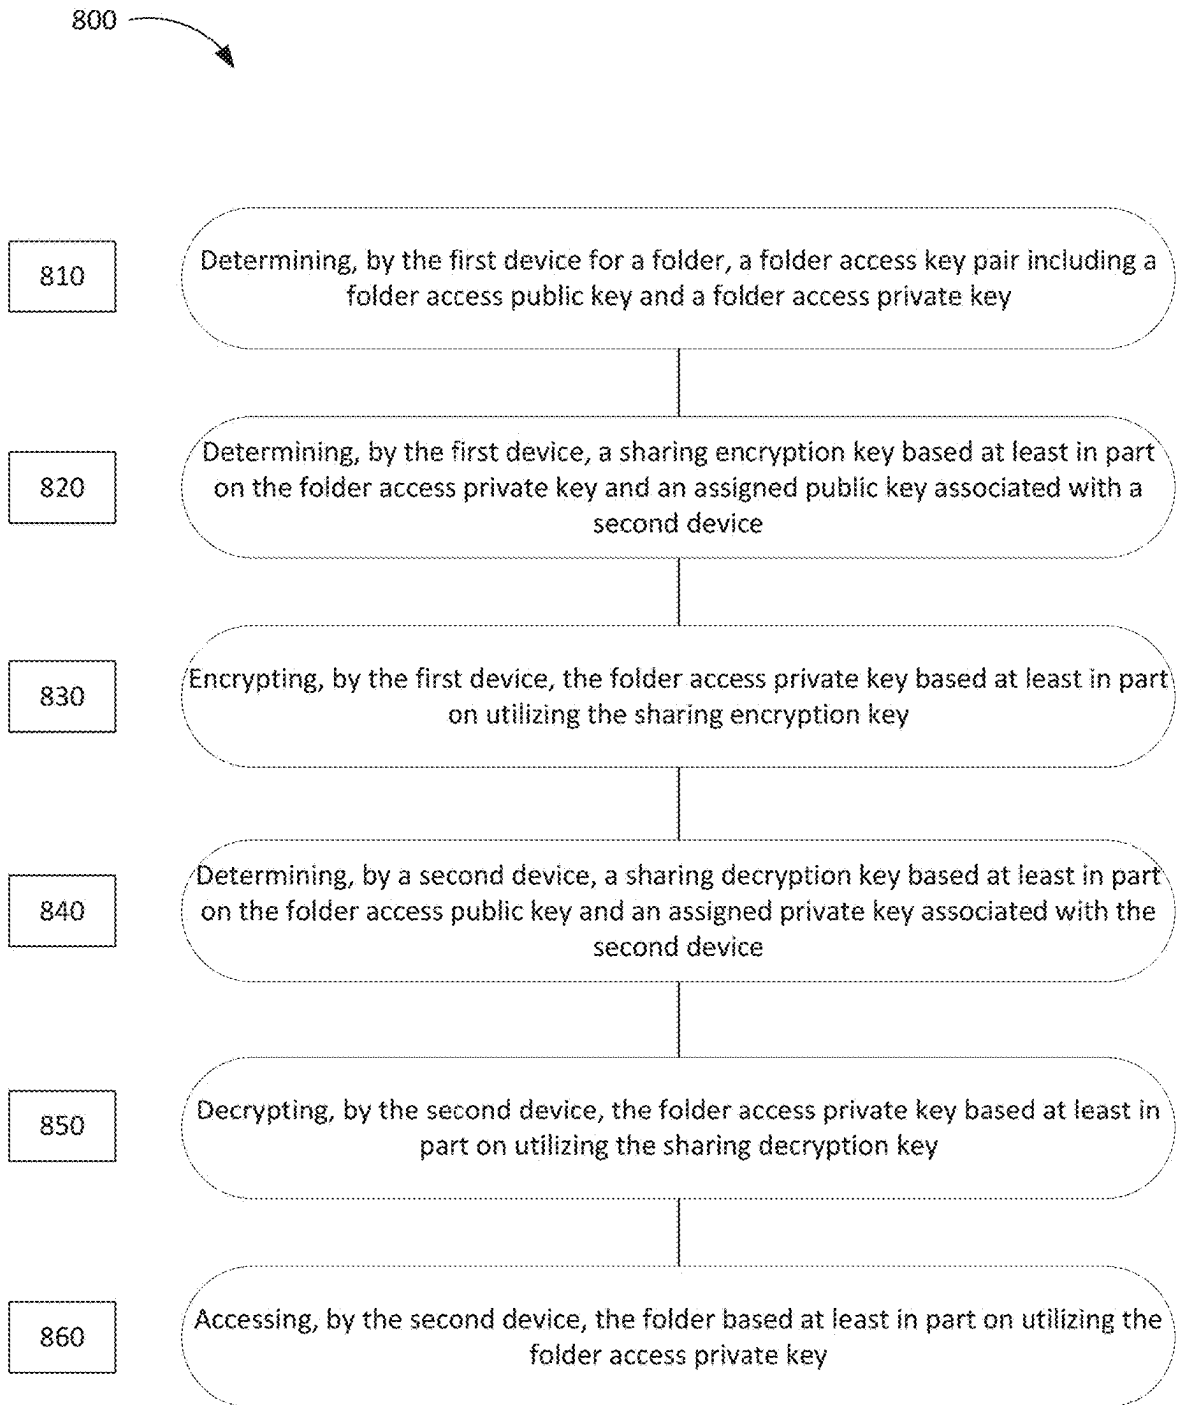 800
810
Determining, by the first device for a folder, a folder access key pair including a
folder access public key and a folder access private key
820
Determining, by the first device, a sharing encryption key based at least in part
on the folder access private key and an assigned public key associated with a
second device
830
Encrypting, by the first device, the folder access private key based at least in part
on utilizing the sharing encryption key
840
Determining, by a second device, a sharing decryption key based at least in part
on the folder access public key and an assigned private key associated with the
second device
850
Decrypting, by the second device, the folder access private key based at least in
part on utilizing the sharing decryption key
860
Accessing, by the second device, the folder based at least in part on utilizing the
folder access private key